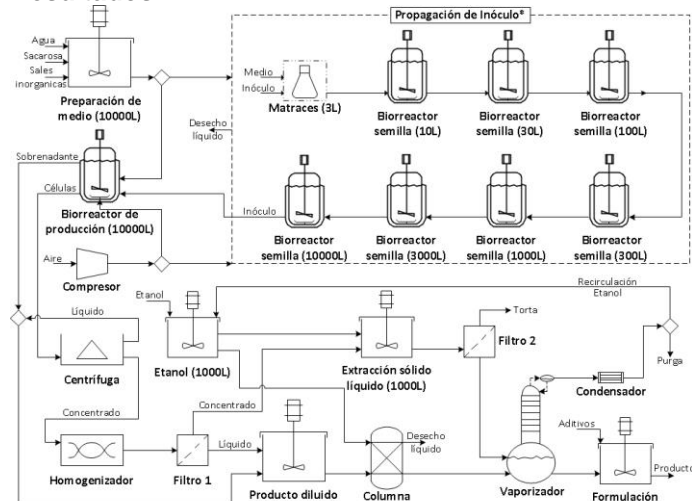 Propagación de Inóculo*
Agua
Sacarosa
Sales
inorganicas
Preparación de
medio (10000L)
Medio
Inóculo
Matraces (3L)
Biorreactor
semilla (10L)
Biorreactor
semilla (30L)
Biorreactor
semilla (100L)
Desecho
líquido
Sobrenadante
Células
Biorreactor de
producción (10000L)
Inóculo
Biorreactor
semilla (10000L)
Biorreactor
semilla (3000L)
Biorreactor
semilla (1000L)
Biorreactor
semilla (300L)
Aire
Compresor
Recirculación
Etanol
Líquido
Etanol
Torta
Filtro 2
Purga
Centrífuga
Etanol (1000L)
Extracción sólido
líquido (1000L)
Condensador
Concentrado
Concentrado
Líquido
Desecho
líquido
Aditivos
Producto
Homogenizador
Filtro 1
Producto diluido
Columna
Vaporizador
Formulación